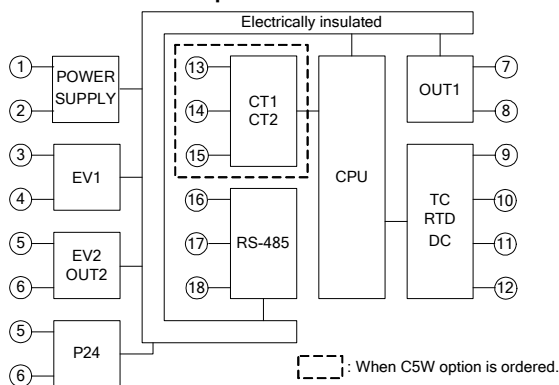 Electrically insulated
1
2
POWER
SUPPLY
3
4
EV1
5
6
EV2
OUT2
5
6
P24
13
14
15
CT1
CT2
16
17
18
RS-485
CPU
OUT1
7
8
TC
RTD
DC
9
10
11
12
: When C5W option is ordered.